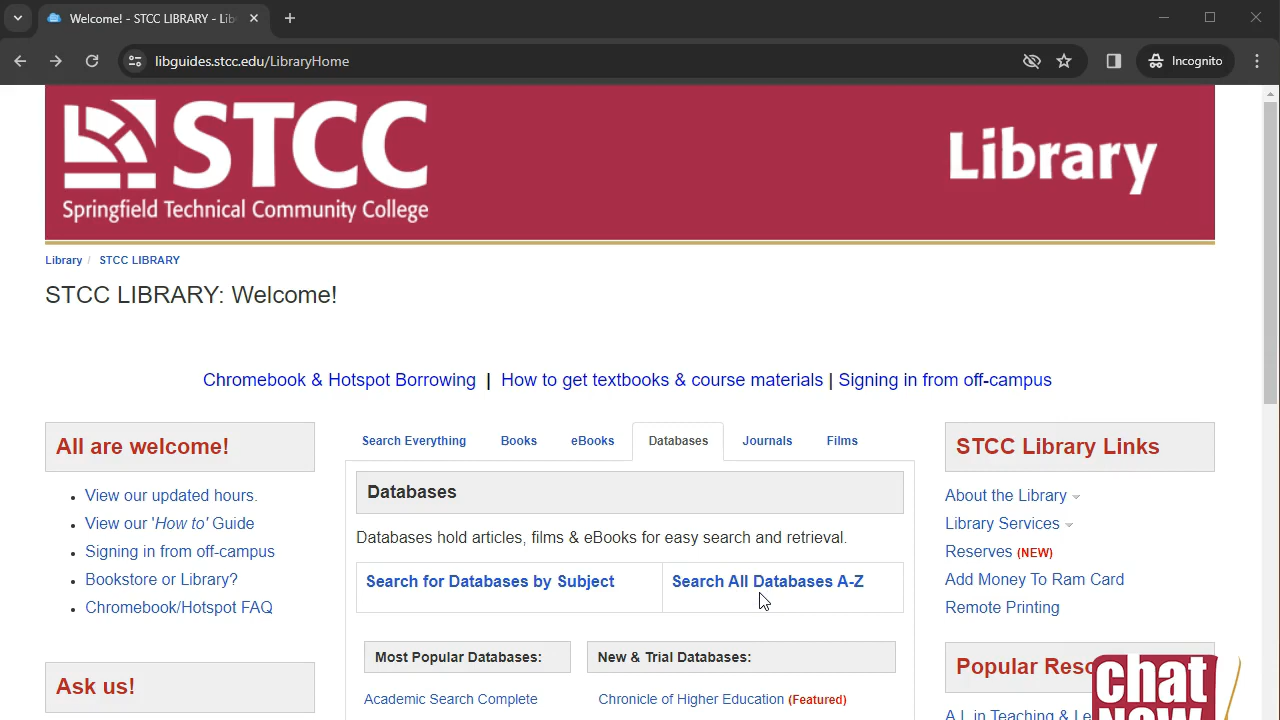 Welcome! - STCC LIBRARY - Lib
libguides.stcc.edu/LibraryHome
Incognito
STCC
Springfield Technical Community College
Library
Library / STCC LIBRARY
STCC LIBRARY: Welcome!
Chromebook & Hotspot Borrowing | How to get textbooks & course materials | Signing in from off-campus
All are welcome!
View our updated hours.
View our 'How to' Guide
Signing in from off-campus
Bookstore or Library?
Chromebook/Hotspot FAQ
Ask us!
Search Everything Books eBooks Databases Journals Films
Databases
Databases hold articles, films & eBooks for easy search and retrieval.
Search for Databases by Subject Search All Databases A-Z
Most Popular Databases: New & Trial Databases:
Academic Search Complete Chronicle of Higher Education (Featured)
STCC Library Links
About the Library
Library Services
Reserves (NEW)
Add Money To Ram Card
Remote Printing
Popular Reso
A.I. in Teaching & Le
chat
NOW